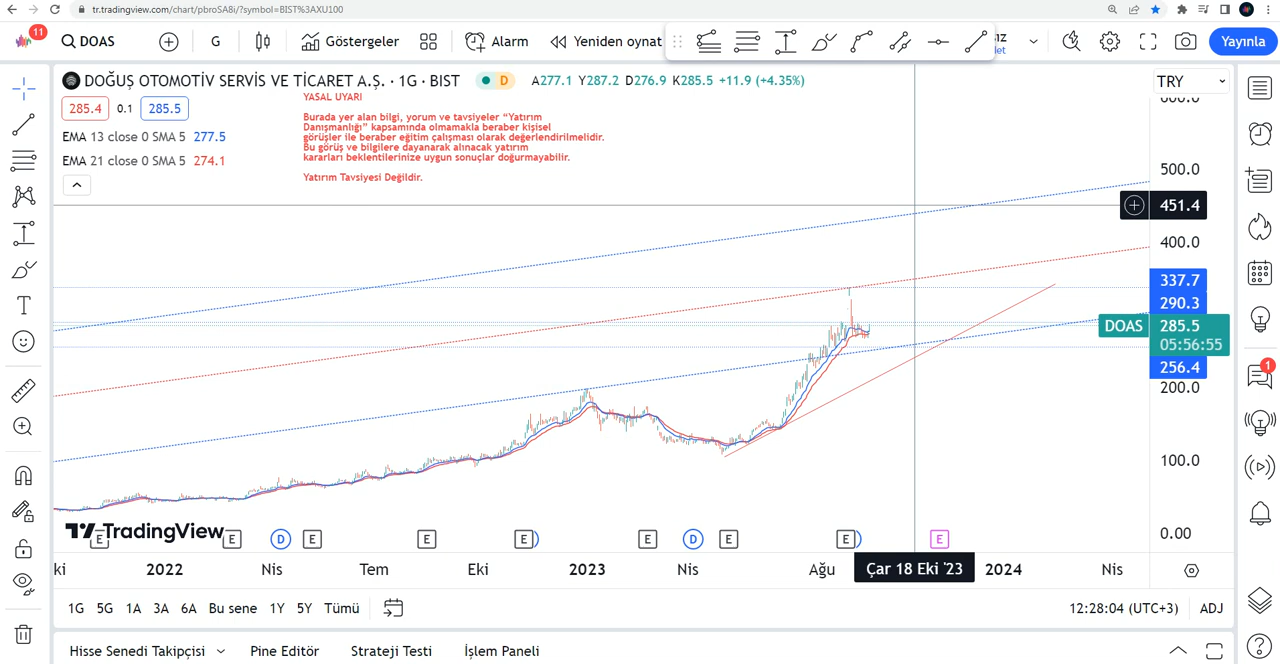 tr.tradingview.com/chart/pbroSA8i/?symbol=BIST%3AXU100
11
DOAS
G
Göstergeler
Alarm
Yeniden oynat
Yayınla
DOĞUŞ OTOMOTİV SERVİS VE TİCARET A.Ş. · 1G · BIST
D
A277.1 Y287.2 D276.9 K285.5 +11.9 (+4.35%)
TRY
285.4 0.1 285.5
EMA 13 close 0 SMA 5 277.5
EMA 21 close 0 SMA 5 274.1
YASAL UYARI
Burada yer alan bilgi, yorum ve tavsiyeler “Yatırım
Danışmanlığı” kapsamında olmamakla beraber kişisel
görüşler ile beraber eğitim çalışması olarak değerlendirilmelidir.
Bu görüş ve bilgilere dayanarak alınacak yatırım
kararları beklentilerinize uygun sonuçlar doğurmayabilir.
Yatırım Tavsiyesi Değildir.
600.0
500.0
451.4
400.0
337.7
290.3
DOAS 285.5
05:56:55
256.4
200.0
100.0
0.00
1
TradingView
E E D E E E E D E E E
2022 Nis Tem Eki 2023 Nis Ağu Çar 18 Eki '23 2024 Nis
1G 5G 1A 3A 6A Bu sene 1Y 5Y Tümü
12:28:04 (UTC+3) ADJ
Hisse Senedi Takipçisi Pine Editör Strateji Testi İşlem Paneli